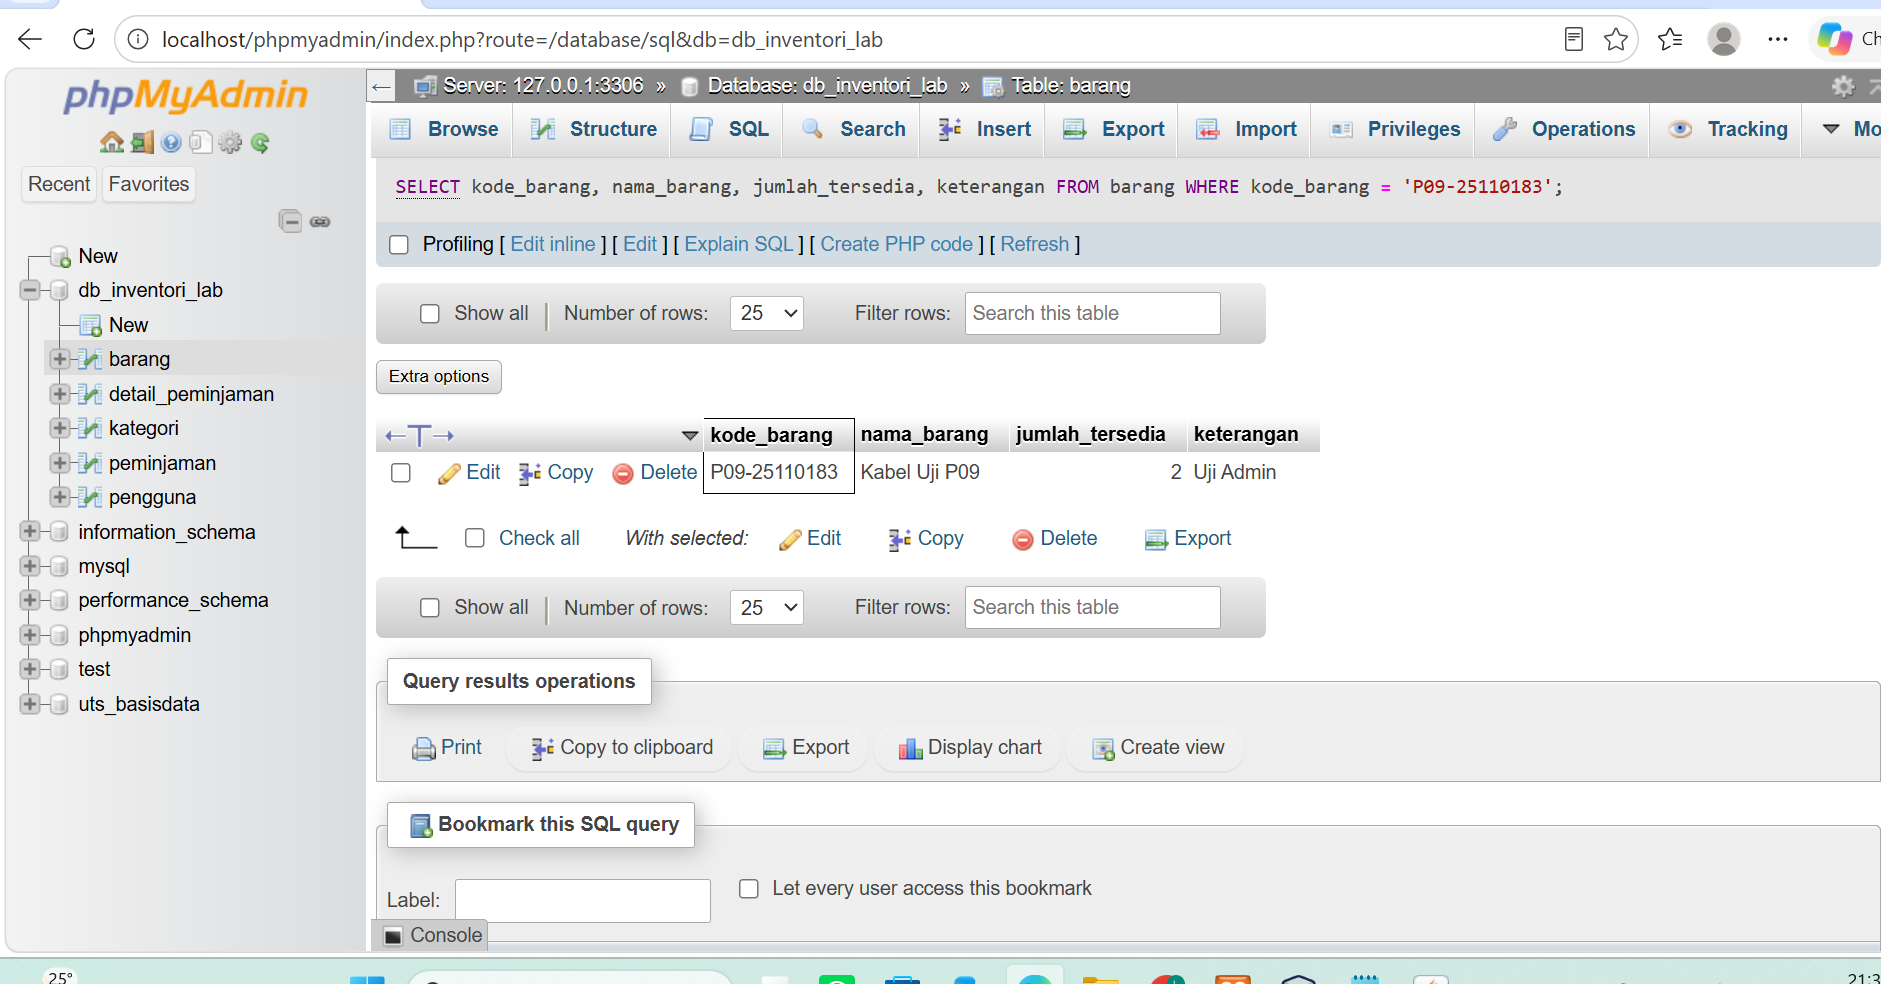 localhost/phpmyadmin/index.php?route=/database/sql&db=db_inventori_lab
phpMyAdmin
Recent
Favorites
New
db_inventori_lab
New
barang
detail_peminjaman
kategori
peminjaman
pengguna
information_schema
mysql
performance_schema
phpmyadmin
test
uts_basisdata
Server: 127.0.0.1:3306 » Database: db_inventori_lab » Table: barang
Browse Structure SQL Search Insert Export Import Privileges Operations Tracking
SELECT kode_barang, nama_barang, jumlah_tersedia, keterangan FROM barang WHERE kode_barang = 'P09-25110183';
Profiling [ Edit inline ] [ Edit ] [ Explain SQL ] [ Create PHP code ] [ Refresh ]
Show all | Number of rows: 25 Filter rows: Search this table
Extra options
kode_barang nama_barang jumlah_tersedia keterangan
Edit Copy Delete P09-25110183 Kabel Uji P09 2 Uji Admin
Check all With selected: Edit Copy Delete Export
Show all | Number of rows: 25 Filter rows: Search this table
Query results operations
Print Copy to clipboard Export Display chart Create view
Bookmark this SQL query
Label:
Let every user access this bookmark
Console
25°